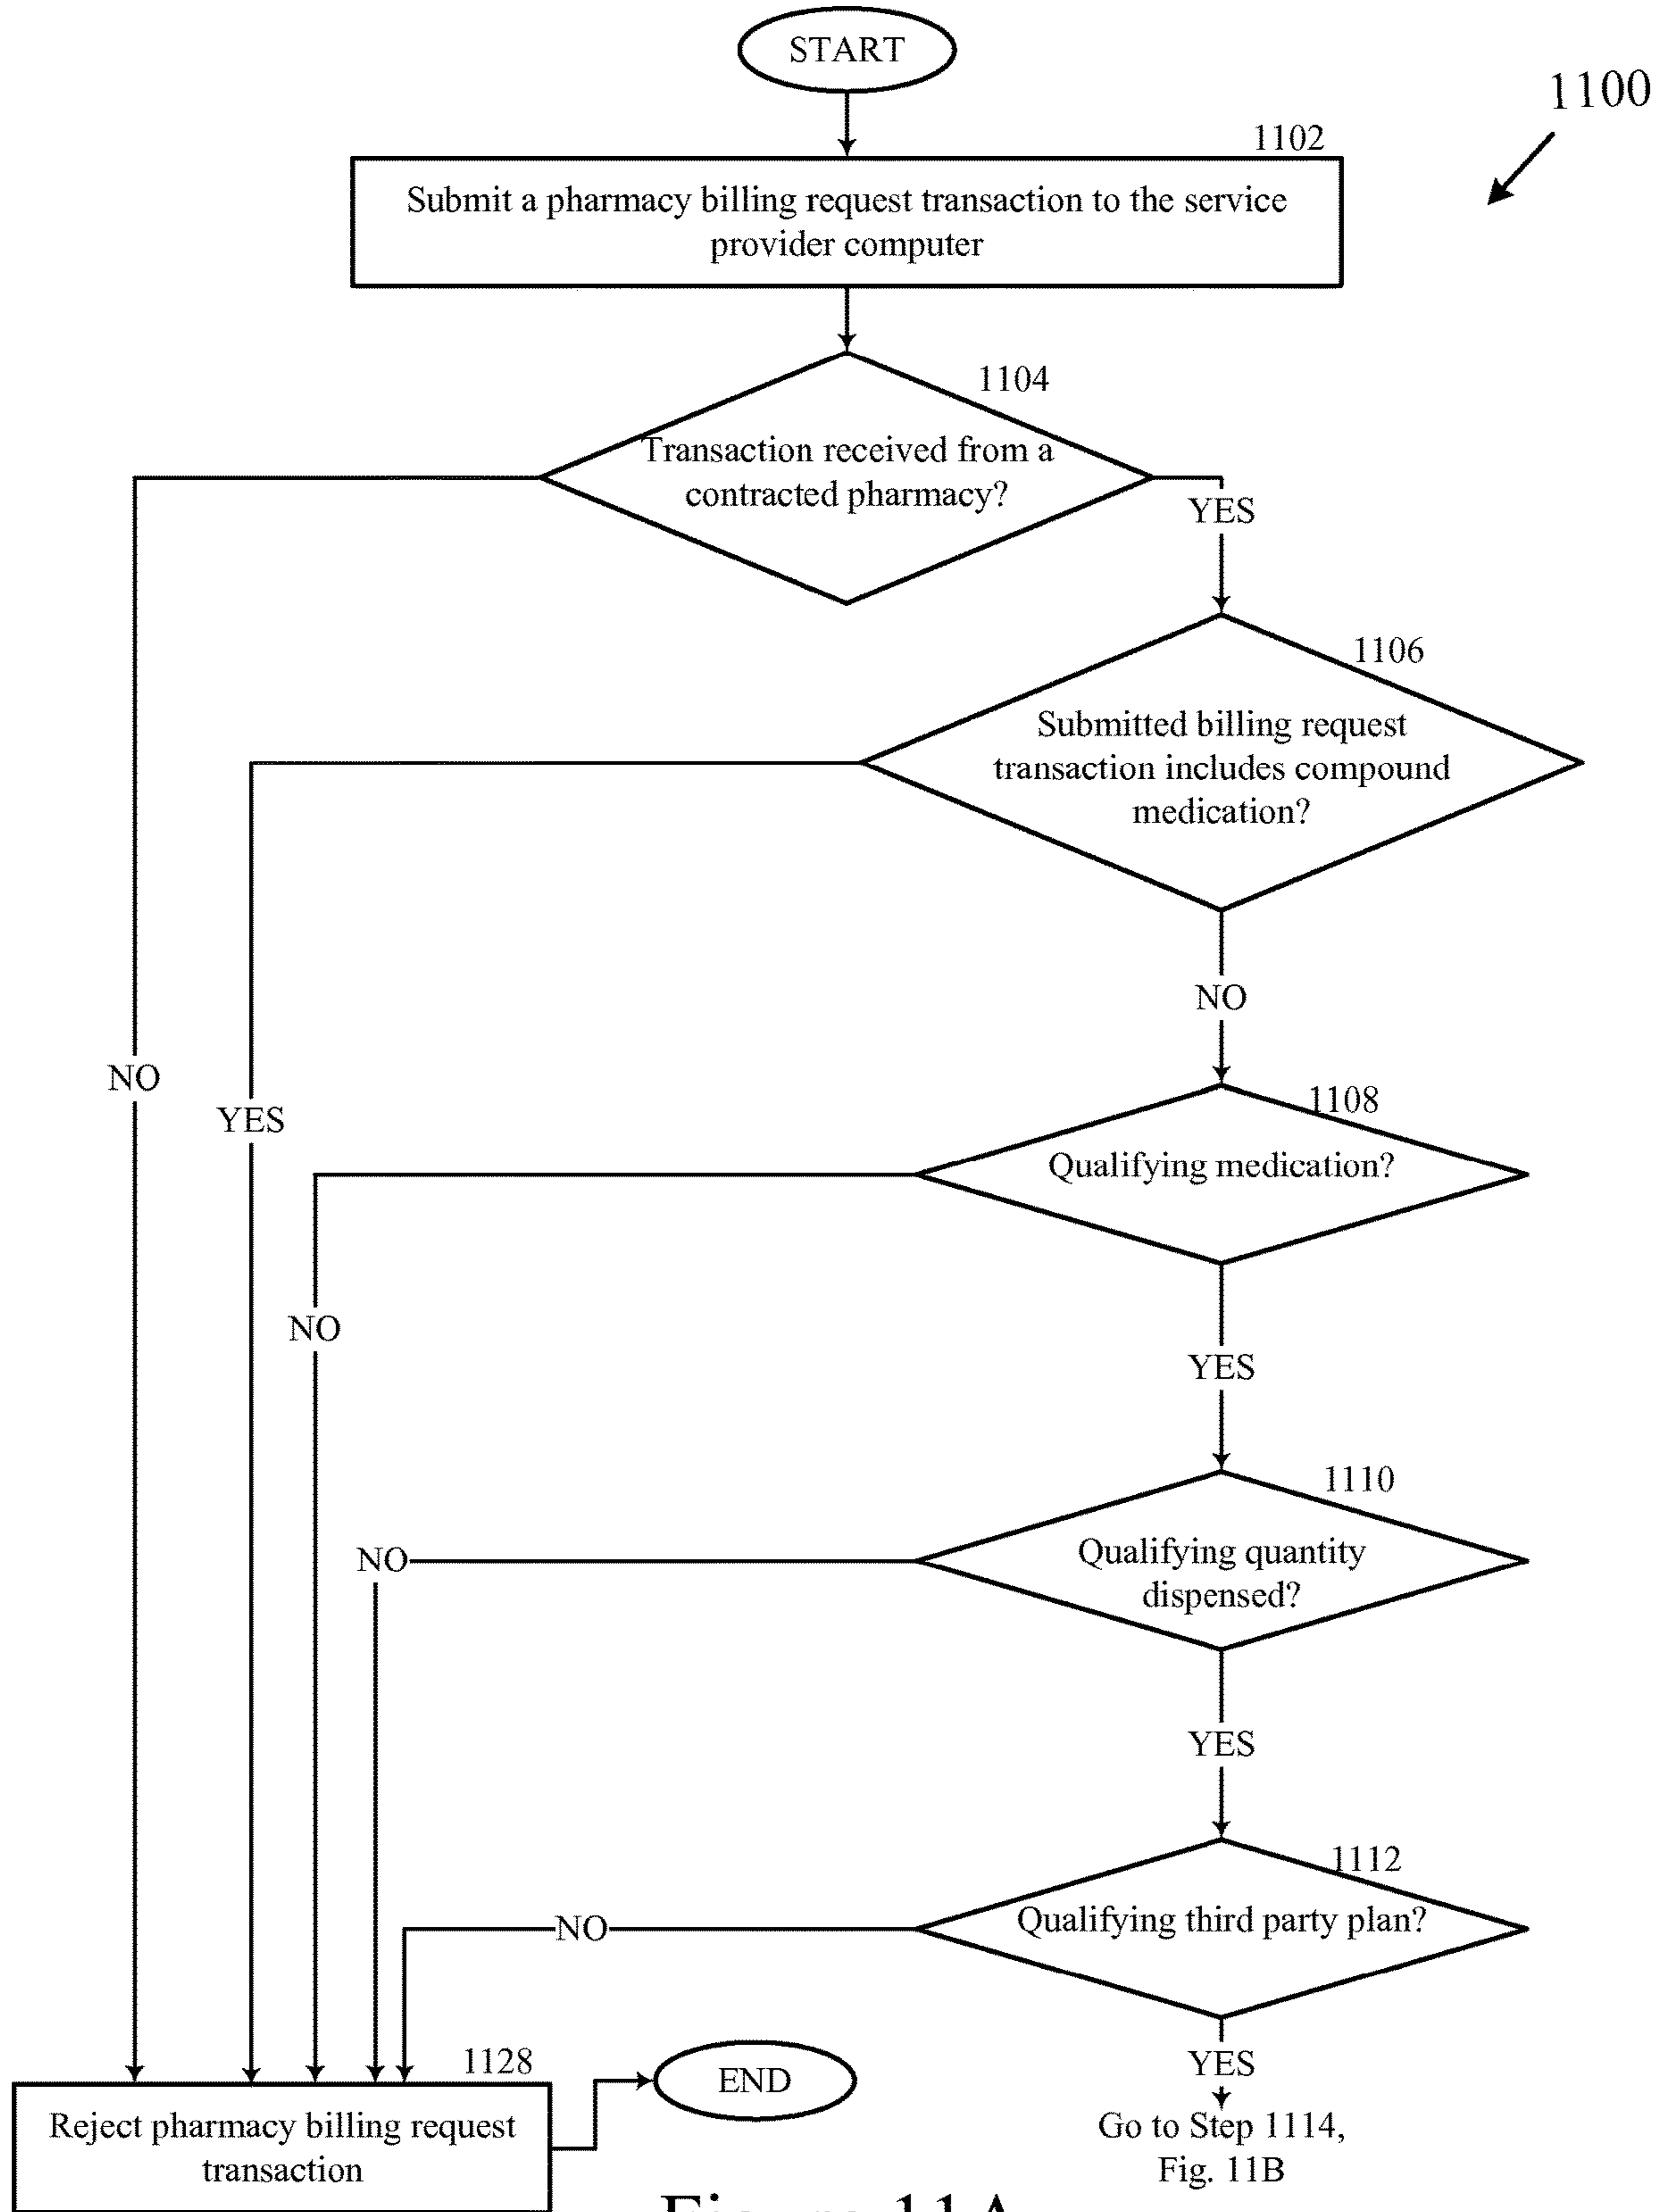 START
1100
1102
Submit a pharmacy billing request transaction to the service
provider computer
1104
Transaction received from a
contracted pharmacy?
YES
1106
Submitted billing request
transaction includes compound
medication?
NO
NO
YES
1108
Qualifying medication?
NO
YES
1110
Qualifying quantity
dispensed?
NO
YES
1112
Qualifying third party plan?
NO
YES
1128
Reject pharmacy billing request
transaction
END
Go to Step 1114,
Fig. 11B
Figure 11A